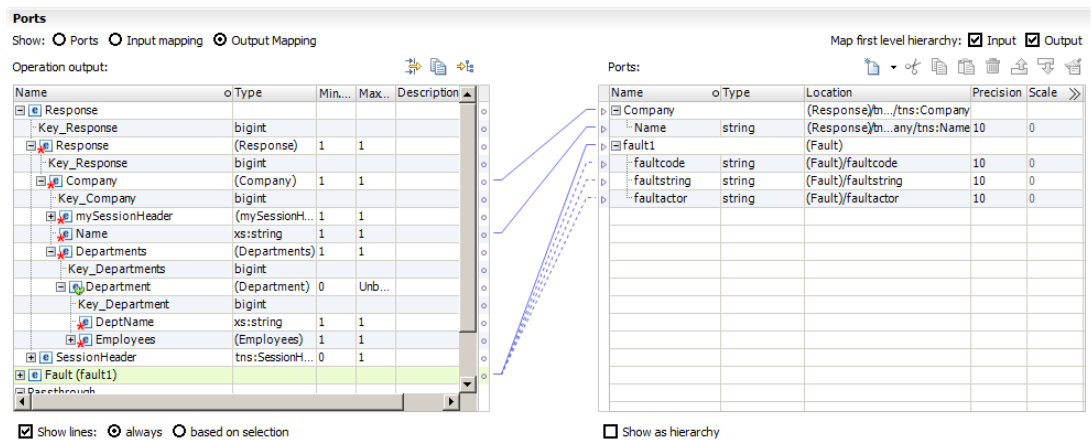 Ports
Show: Ports Input mapping Output Mapping Map first level hierarchy: Input Output
Operation output: Ports:
Name Type Min... Max... Description Name Type Location Precision Scale
Response Company (Response)/tn.../tns:Company
Key_Response bigint Name string (Response)/tn...any/tns:Name 10 0
Response (Response) 1 1 fault1 (Fault)
Key_Response bigint faultcode string (Fault)/faultcode 10 0
Company (Company) 1 1 faultstring string (Fault)/faultstring 10 0
Key_Company bigint faultactor string (Fault)/faultactor 10 0
mySessionHeader (mySessionH... 1 1
Name xs:string 1 1
Departments (Departments) 1 1
Key_Departments bigint
Department (Department) 0 Unb...
Key_Department bigint
DeptName xs:string 1 1
Employees (Employees) 1 1
SessionHeader tns:SessionH... 0 1
Fault (fault1)
Passthrough
Show lines: always based on selection Show as hierarchy